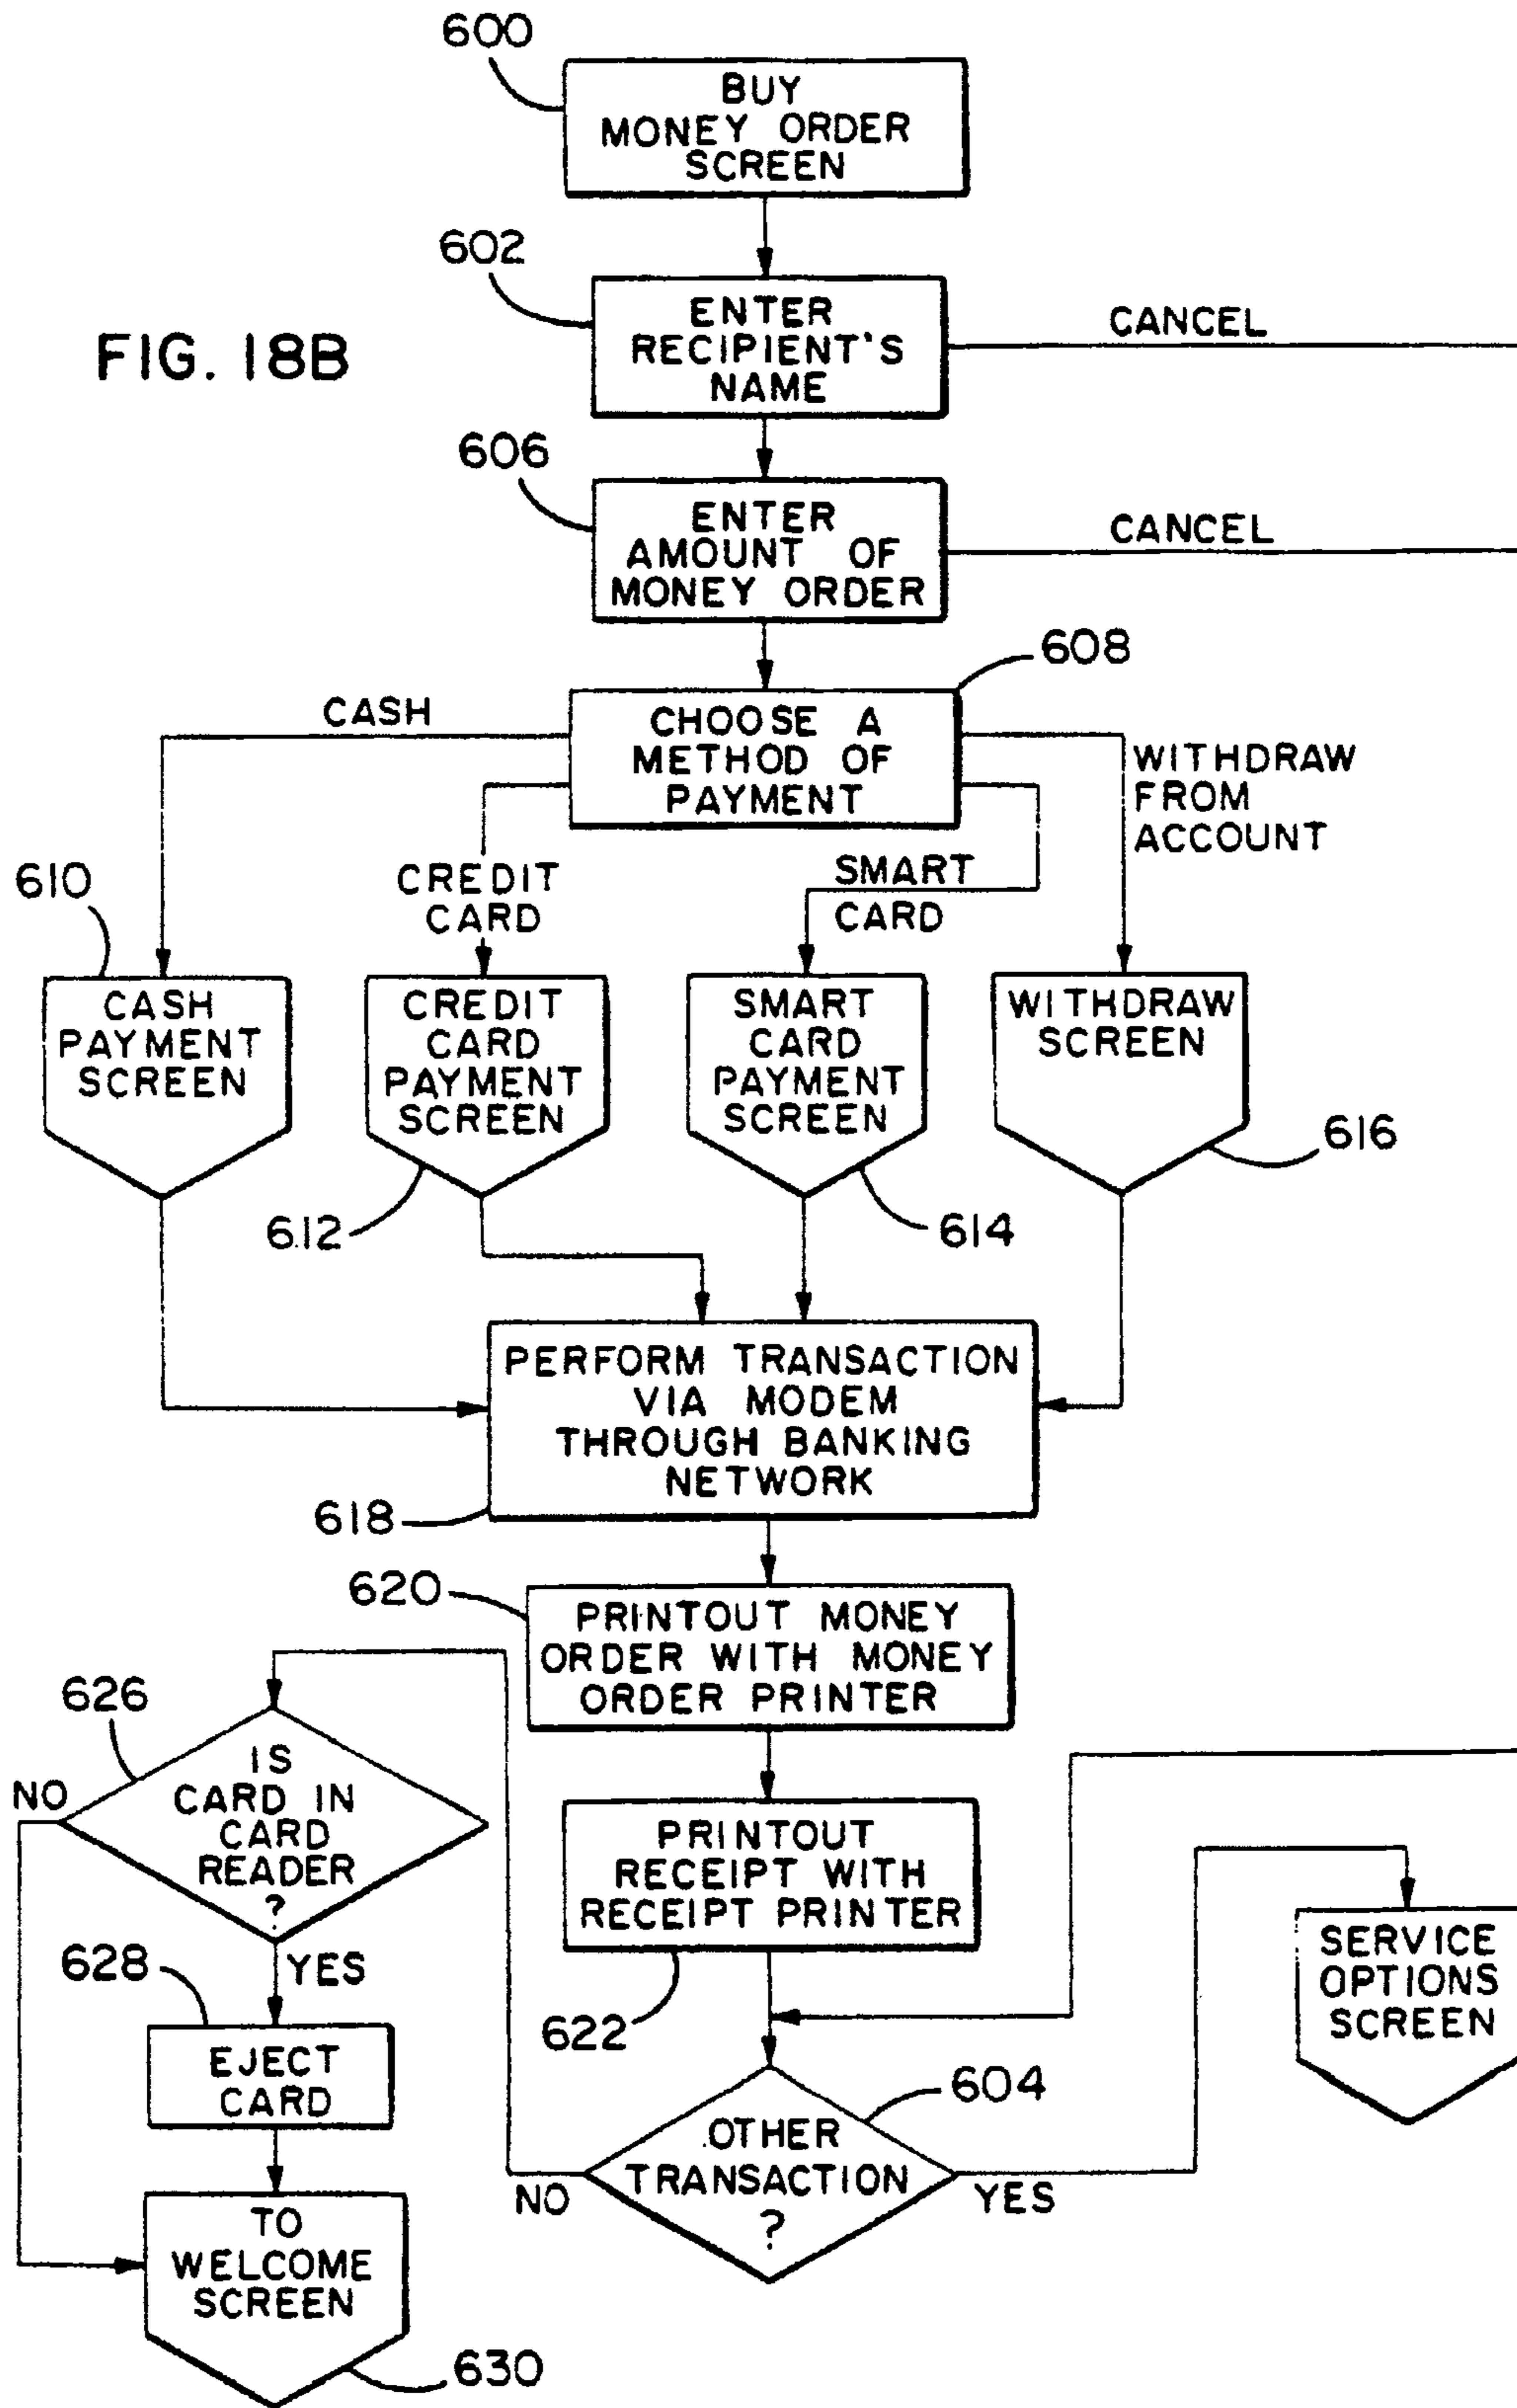 600
BUY
MONEY ORDER
SCREEN
602
ENTER
RECIPIENT'S
NAME
CANCEL
FIG. 18B
606
ENTER
AMOUNT OF
MONEY ORDER
CANCEL
608
CHOOSE A
METHOD OF
PAYMENT
CASH
CREDIT
CARD
SMART
CARD
WITHDRAW
FROM
ACCOUNT
610
CASH
PAYMENT
SCREEN
CREDIT
CARD
PAYMENT
SCREEN
SMART
CARD
PAYMENT
SCREEN
WITHDRAW
SCREEN
612
614
616
PERFORM TRANSACTION
VIA MODEM
THROUGH BANKING
NETWORK
618
620
PRINTOUT MONEY
ORDER WITH MONEY
ORDER PRINTER
626
IS
CARD IN
CARD
READER
?
NO
YES
PRINTOUT
RECEIPT WITH
RECEIPT PRINTER
622
SERVICE
OPTIONS
SCREEN
628
EJECT
CARD
604
OTHER
TRANSACTION
?
NO
YES
TO
WELCOME
SCREEN
630